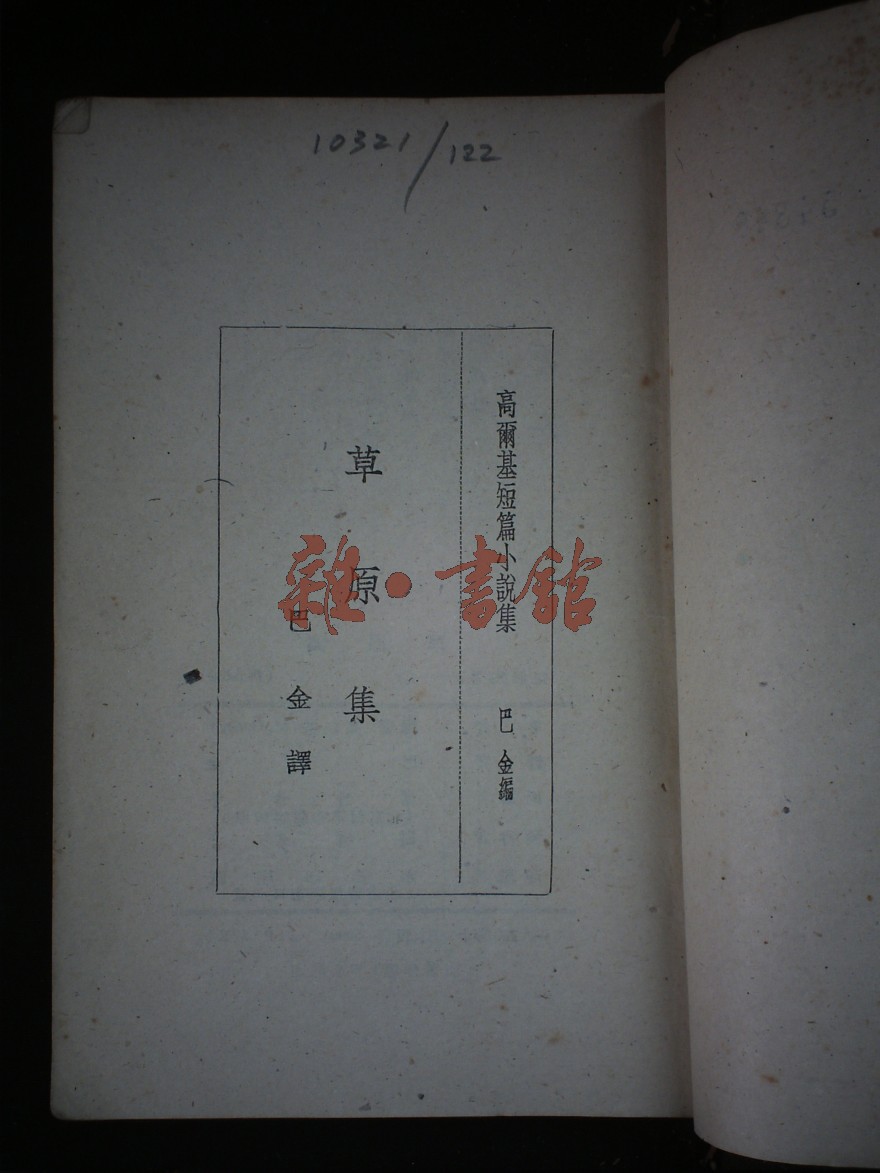 10321/122
高爾基短篇小說集 巴金編
草原集
巴金譯
雜·書館